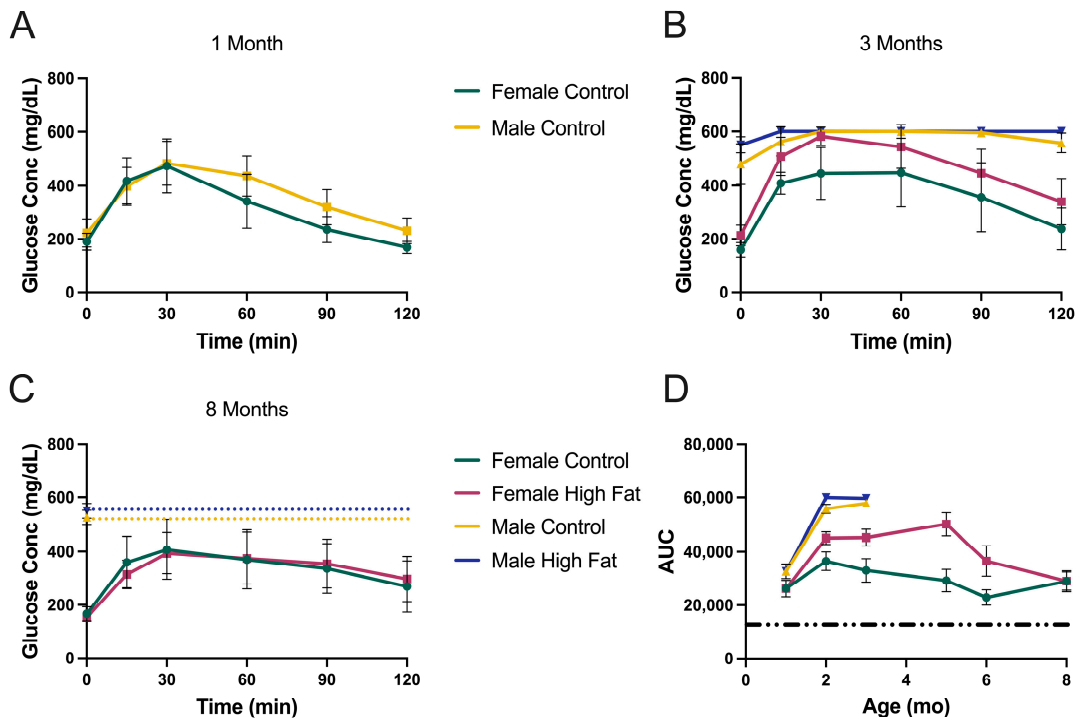 A
1 Month
Glucose Conc (mg/dL)
800
600
400
200
0
0 30 60 90 120
Time (min)
Female Control
Male Control
B
3 Months
Glucose Conc (mg/dL)
800
600
400
200
0
0 30 60 90 120
Time (min)
C
8 Months
Glucose Conc (mg/dL)
800
600
400
200
0
0 30 60 90 120
Time (min)
Female Control
Female High Fat
Male Control
Male High Fat
D
AUC
80,000
60,000
40,000
20,000
0
0 2 4 6 8
Age (mo)